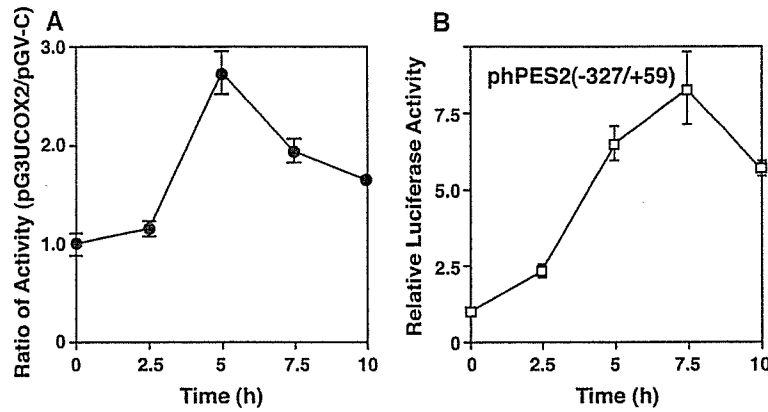 A
Ratio of Activity (pG3UCOX2/pGV-C)
3.0
2.0
1.0
0
0 2.5 5 7.5 10
Time (h)
B
phPES2(-327/+59)
Relative Luciferase Activity
7.5
5.0
2.5
0
0 2.5 5 7.5 10
Time (h)